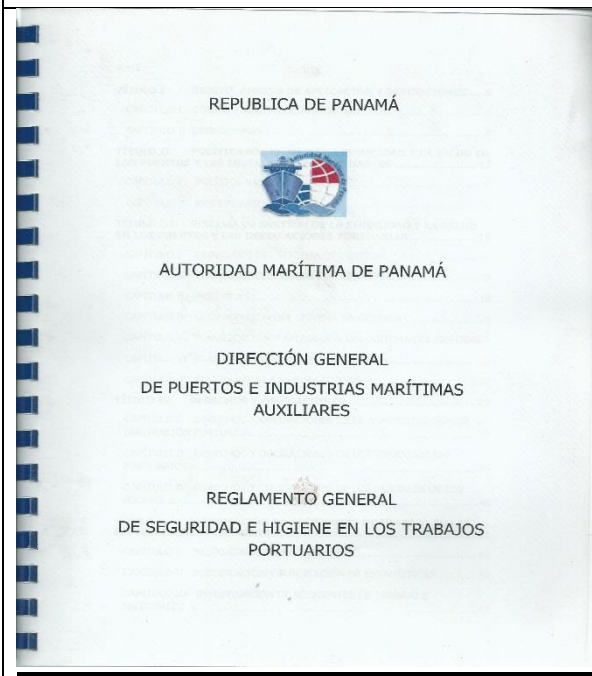 REPUBLICA DE PANAMÁ
AUTORIDAD MARÍTIMA DE PANAMÁ
DIRECCIÓN GENERAL
DE PUERTOS E INDUSTRIAS MARÍTIMAS
AUXILIARES
REGLAMENTO GENERAL
DE SEGURIDAD E HIGIENE EN LOS TRABAJOS
PORTUARIOS